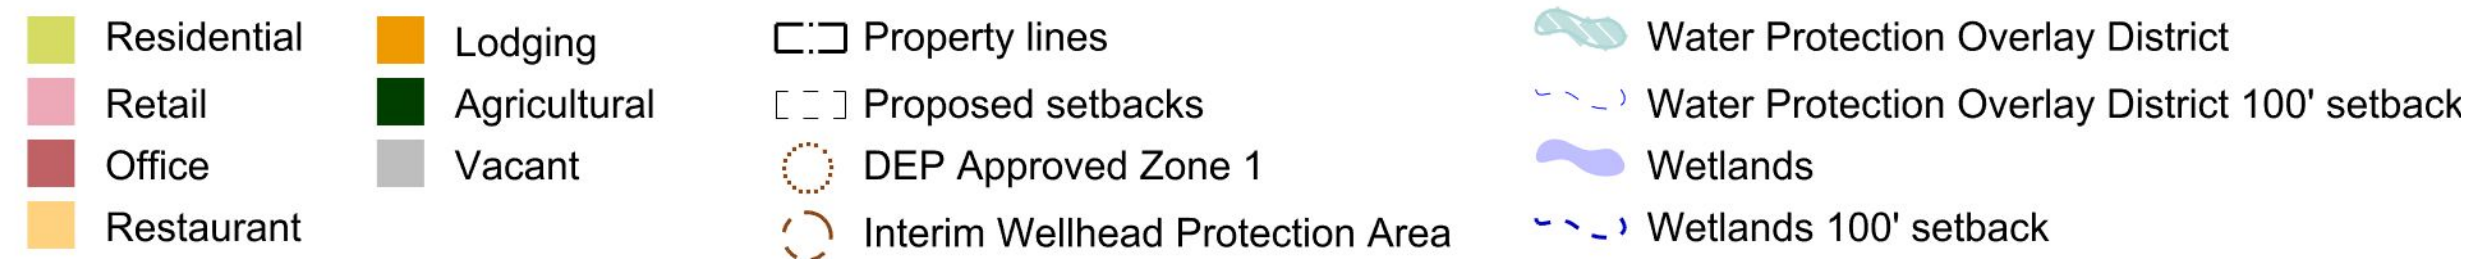 Residential
Retail
Office
Restaurant
Lodging
Agricultural
Vacant
Property lines
Proposed setbacks
DEP Approved Zone 1
Interim Wellhead Protection Area
Water Protection Overlay District
Water Protection Overlay District 100' setback
Wetlands
Wetlands 100' setback